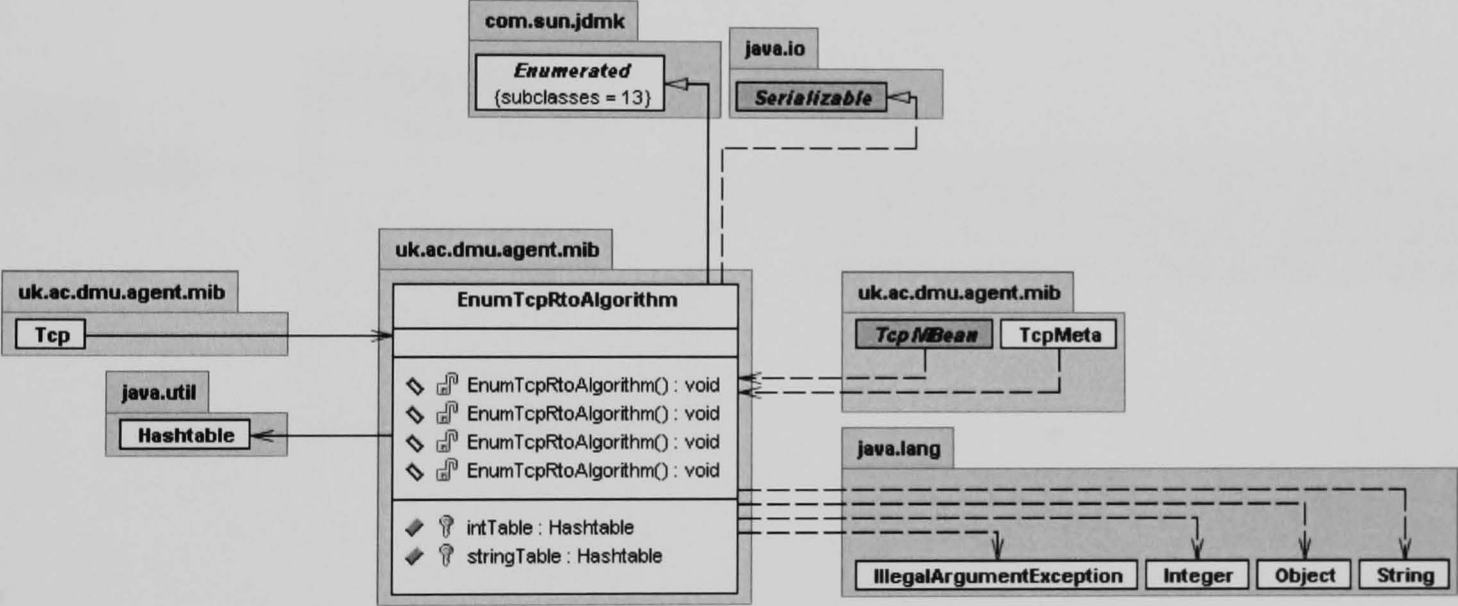 com.sun.jdmk
Enumerated
{subclasses = 13}
java.io
Serializable
uk.ac.dmu.agent.mib
EnumTcpRtoAlgorithm
EnumTcpRtoAlgorithm() : void
EnumTcpRtoAlgorithm() : void
EnumTcpRtoAlgorithm() : void
EnumTcpRtoAlgorithm() : void
intTable : Hashtable
stringTable : Hashtable
uk.ac.dmu.agent.mib
Tcp
java.util
Hashtable
uk.ac.dmu.agent.mib
TcpMBean TcpMeta
java.lang
IllegalArgumentException Integer Object String